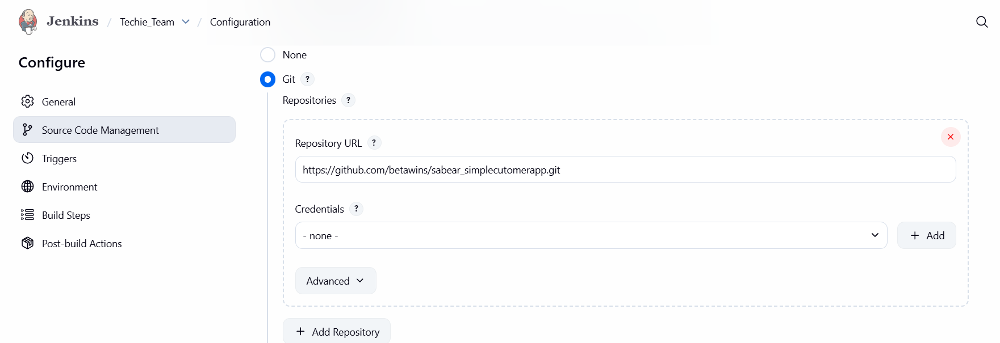 Jenkins / Techie_Team / Configuration
Configure
General
Source Code Management
Triggers
Environment
Build Steps
Post-build Actions
None
Git ?
Repositories ?
Repository URL ?
https://github.com/betawins/sabear_simplecutomerapp.git
Credentials ?
- none -
+ Add
Advanced
+ Add Repository